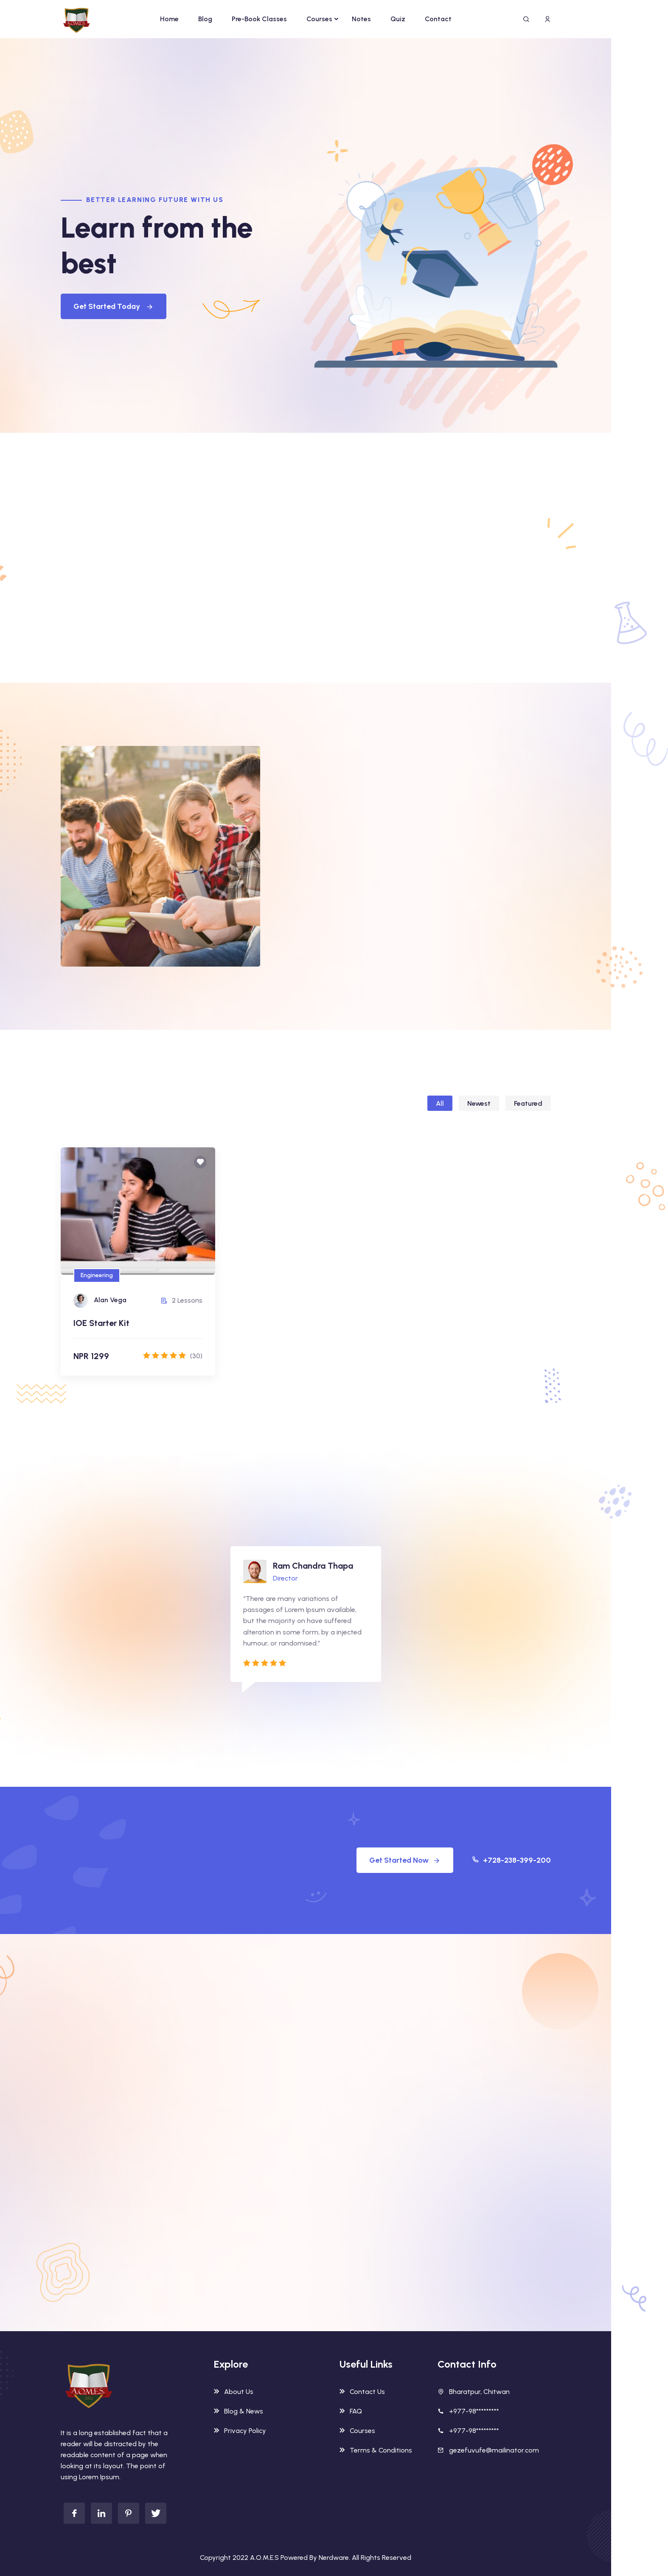 A.O.M.E.S
Home
Blog
Pre-Book Classes
Courses
Notes
Quiz
Contact
BETTER LEARNING FUTURE WITH US
Learn from the
best
Get Started Today
All
Newest
Featured
Engineering
Alan Vega
2 Lessons
IOE Starter Kit
NPR 1299
(30)
Ram Chandra Thapa
Director
“There are many variations of
passages of Lorem Ipsum available,
but the majority on have suffered
alteration in some form, by a injected
humour, or randomised.”
Get Started Now
+728-238-399-200
A.O.M.E.S
It is a long established fact that a
reader will be distracted by the
readable content of a page when
looking at its layout. The point of
using Lorem Ipsum.
Explore
About Us
Blog & News
Privacy Policy
Useful Links
Contact Us
FAQ
Courses
Terms & Conditions
Contact Info
Bharatpur, Chitwan
+977-98*********
+977-98*********
gezefuvufe@mailinator.com
Copyright 2022 A.O.M.E.S Powered By Nerdware. All Rights Reserved